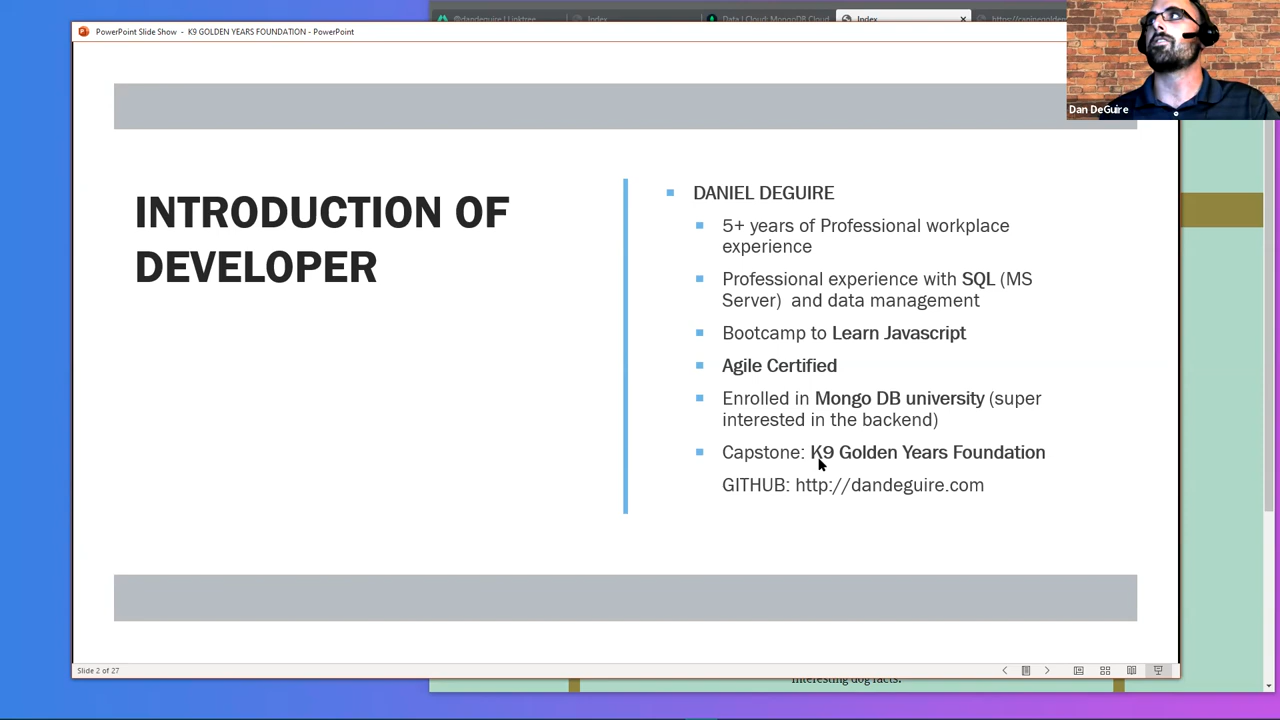 @dandeguire | Linktree
Index
Data | Cloud: MongoDB Cloud
Index
PowerPoint Slide Show - K9 GOLDEN YEARS FOUNDATION - PowerPoint
Dan DeGuire
INTRODUCTION OF
DEVELOPER
DANIEL DEGUIRE
5+ years of Professional workplace
experience
Professional experience with SQL (MS
Server) and data management
Bootcamp to Learn Javascript
Agile Certified
Enrolled in Mongo DB university (super
interested in the backend)
Capstone: K9 Golden Years Foundation
GITHUB: http://dandeguire.com
Slide 2 of 27
interesting dog facts.